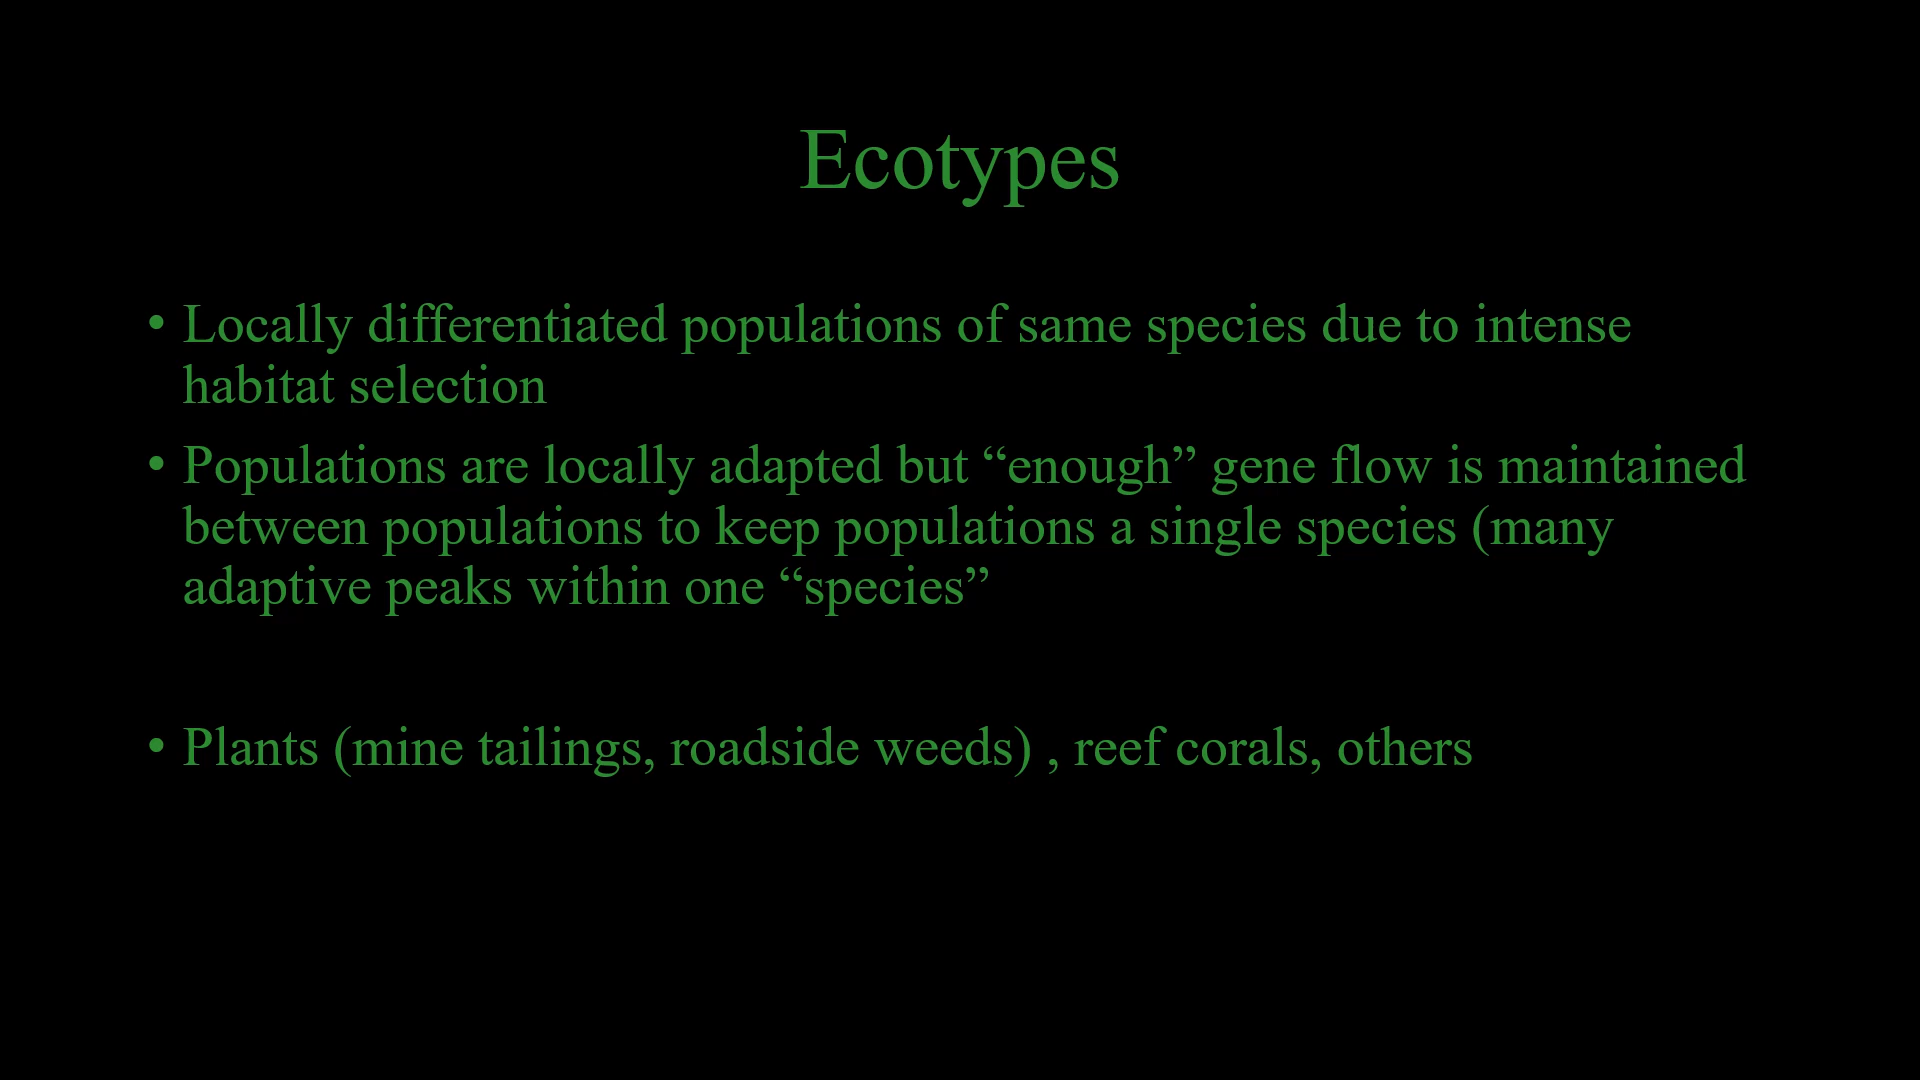 Ecotypes
• Locally differentiated populations of same species due to intense
habitat selection
• Populations are locally adapted but “enough” gene flow is maintained
between populations to keep populations a single species (many
adaptive peaks within one “species”
• Plants (mine tailings, roadside weeds) , reef corals, others